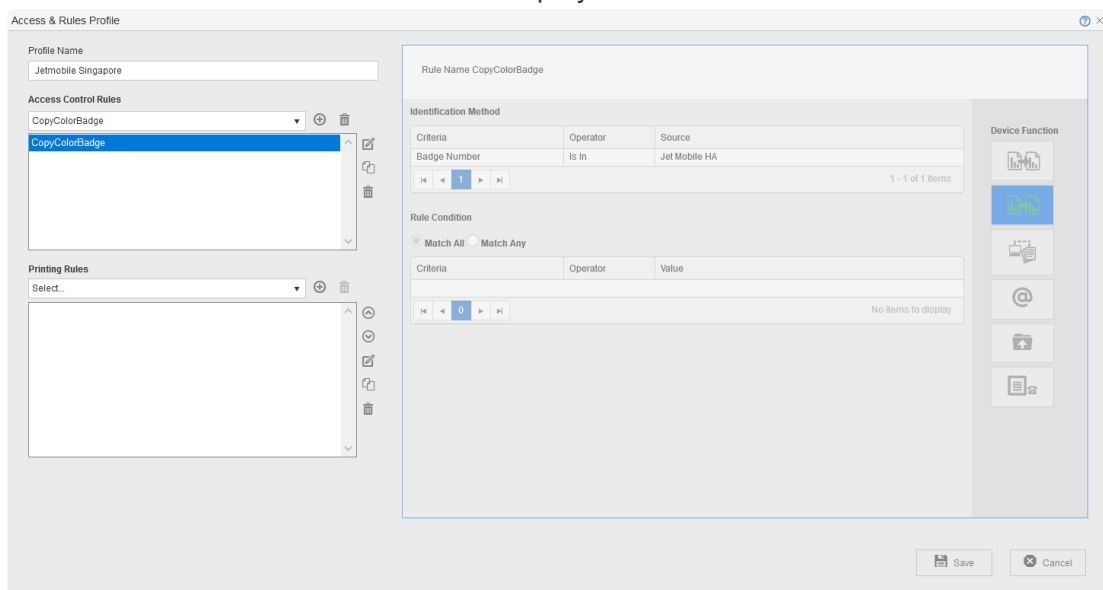 Access & Rules Profile
Profile Name
Jetmobile Singapore
Access Control Rules
CopyColorBadge
CopyColorBadge
Printing Rules
Select...
Rule Name CopyColorBadge
Identification Method
Criteria Operator Source
Badge Number Is In Jet Mobile HA
1
1 - 1 of 1 items
Rule Condition
Match All Match Any
Criteria Operator Value
0
No items to display
Device Function
Save Cancel